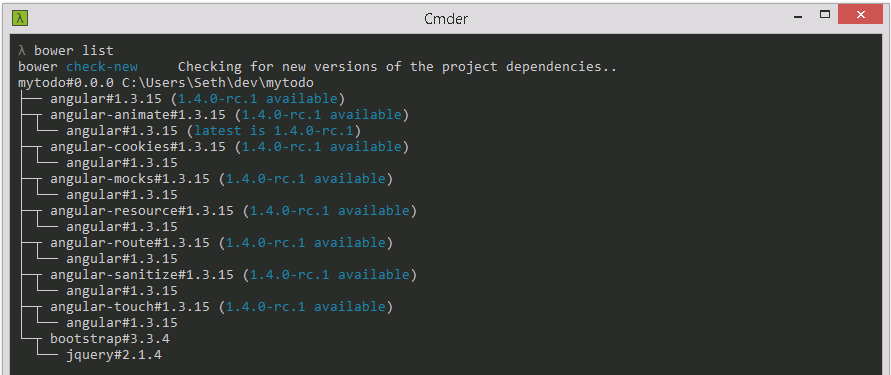 λ
Cmder
λ bower list
bower check-new     Checking for new versions of the project dependencies..
mytodo#0.0.0 C:\Users\Seth\dev\mytodo
├── angular#1.3.15 (1.4.0-rc.1 available)
├─┬ angular-animate#1.3.15 (1.4.0-rc.1 available)
│ └── angular#1.3.15 (latest is 1.4.0-rc.1)
├─┬ angular-cookies#1.3.15 (1.4.0-rc.1 available)
│ └── angular#1.3.15
├─┬ angular-mocks#1.3.15 (1.4.0-rc.1 available)
│ └── angular#1.3.15
├─┬ angular-resource#1.3.15 (1.4.0-rc.1 available)
│ └── angular#1.3.15
├─┬ angular-route#1.3.15 (1.4.0-rc.1 available)
│ └── angular#1.3.15
├─┬ angular-sanitize#1.3.15 (1.4.0-rc.1 available)
│ └── angular#1.3.15
├─┬ angular-touch#1.3.15 (1.4.0-rc.1 available)
│ └── angular#1.3.15
└─┬ bootstrap#3.3.4
  └── jquery#2.1.4